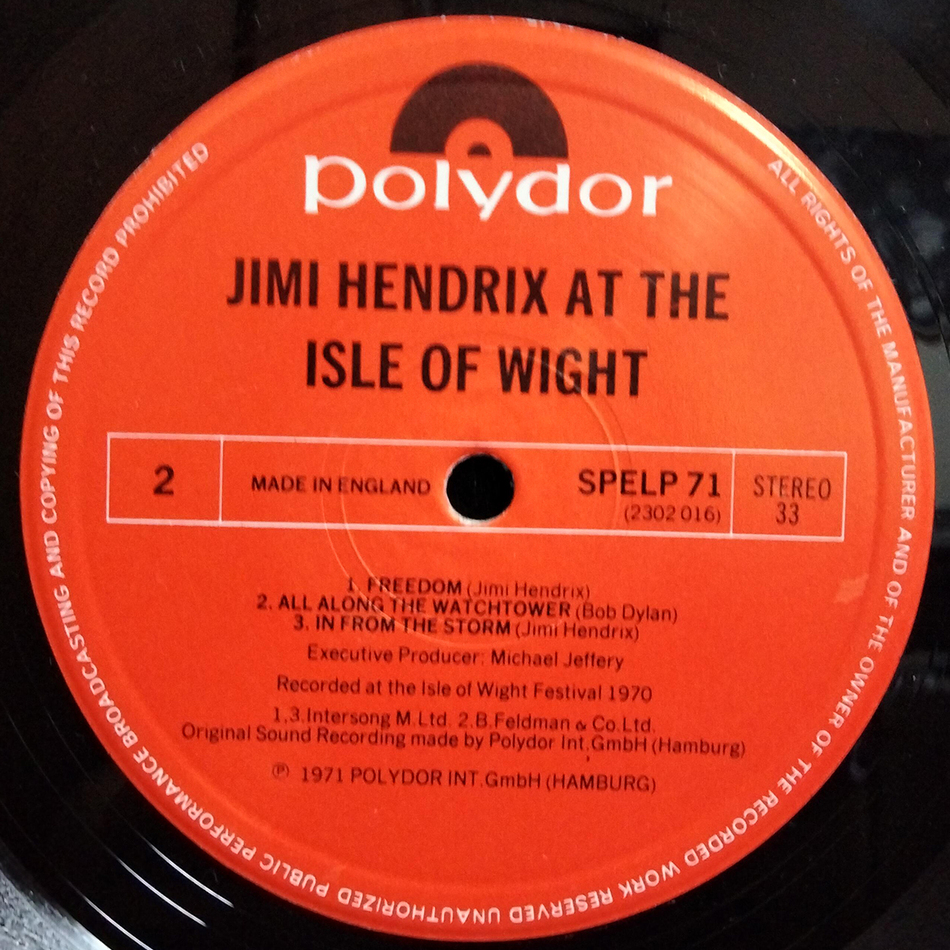 polydor
JIMI HENDRIX AT THE
ISLE OF WIGHT
2
MADE IN ENGLAND
SPELP 71
(2302 016)
STEREO
33
1. FREEDOM (Jimi Hendrix)
2. ALL ALONG THE WATCHTOWER (Bob Dylan)
3. IN FROM THE STORM (Jimi Hendrix)
Executive Producer: Michael Jeffery
Recorded at the Isle of Wight Festival 1970
1.3.Intersong M.Ltd. 2.B.Feldman & Co.Ltd.
Original Sound Recording made by Polydor Int.GmbH (Hamburg)
℗ 1971 POLYDOR INT.GmbH (HAMBURG)
ALL RIGHTS OF THE MANUFACTURER AND OF THE OWNER OF THE RECORDED WORK RESERVED UNAUTHORIZED PUBLIC PERFORMANCE BROADCASTING AND COPYING OF THIS RECORD PROHIBITED